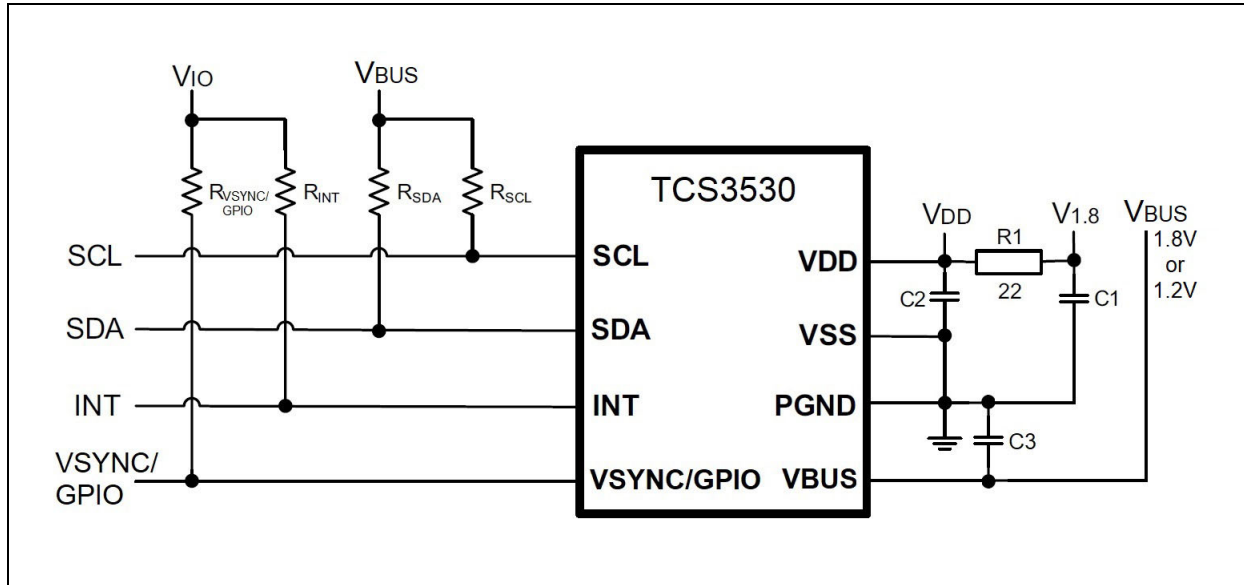 VIO
VBUS
RVSYNC/
GPIO
RINT
RSDA
RSCL
TCS3530
VDD
V1.8
VBUS
1.8V
or
1.2V
R1
22
SCL
SCL
VDD
C2
C1
SDA
SDA
VSS
INT
INT
PGND
C3
VSYNC/
GPIO
VSYNC/GPIO
VBUS